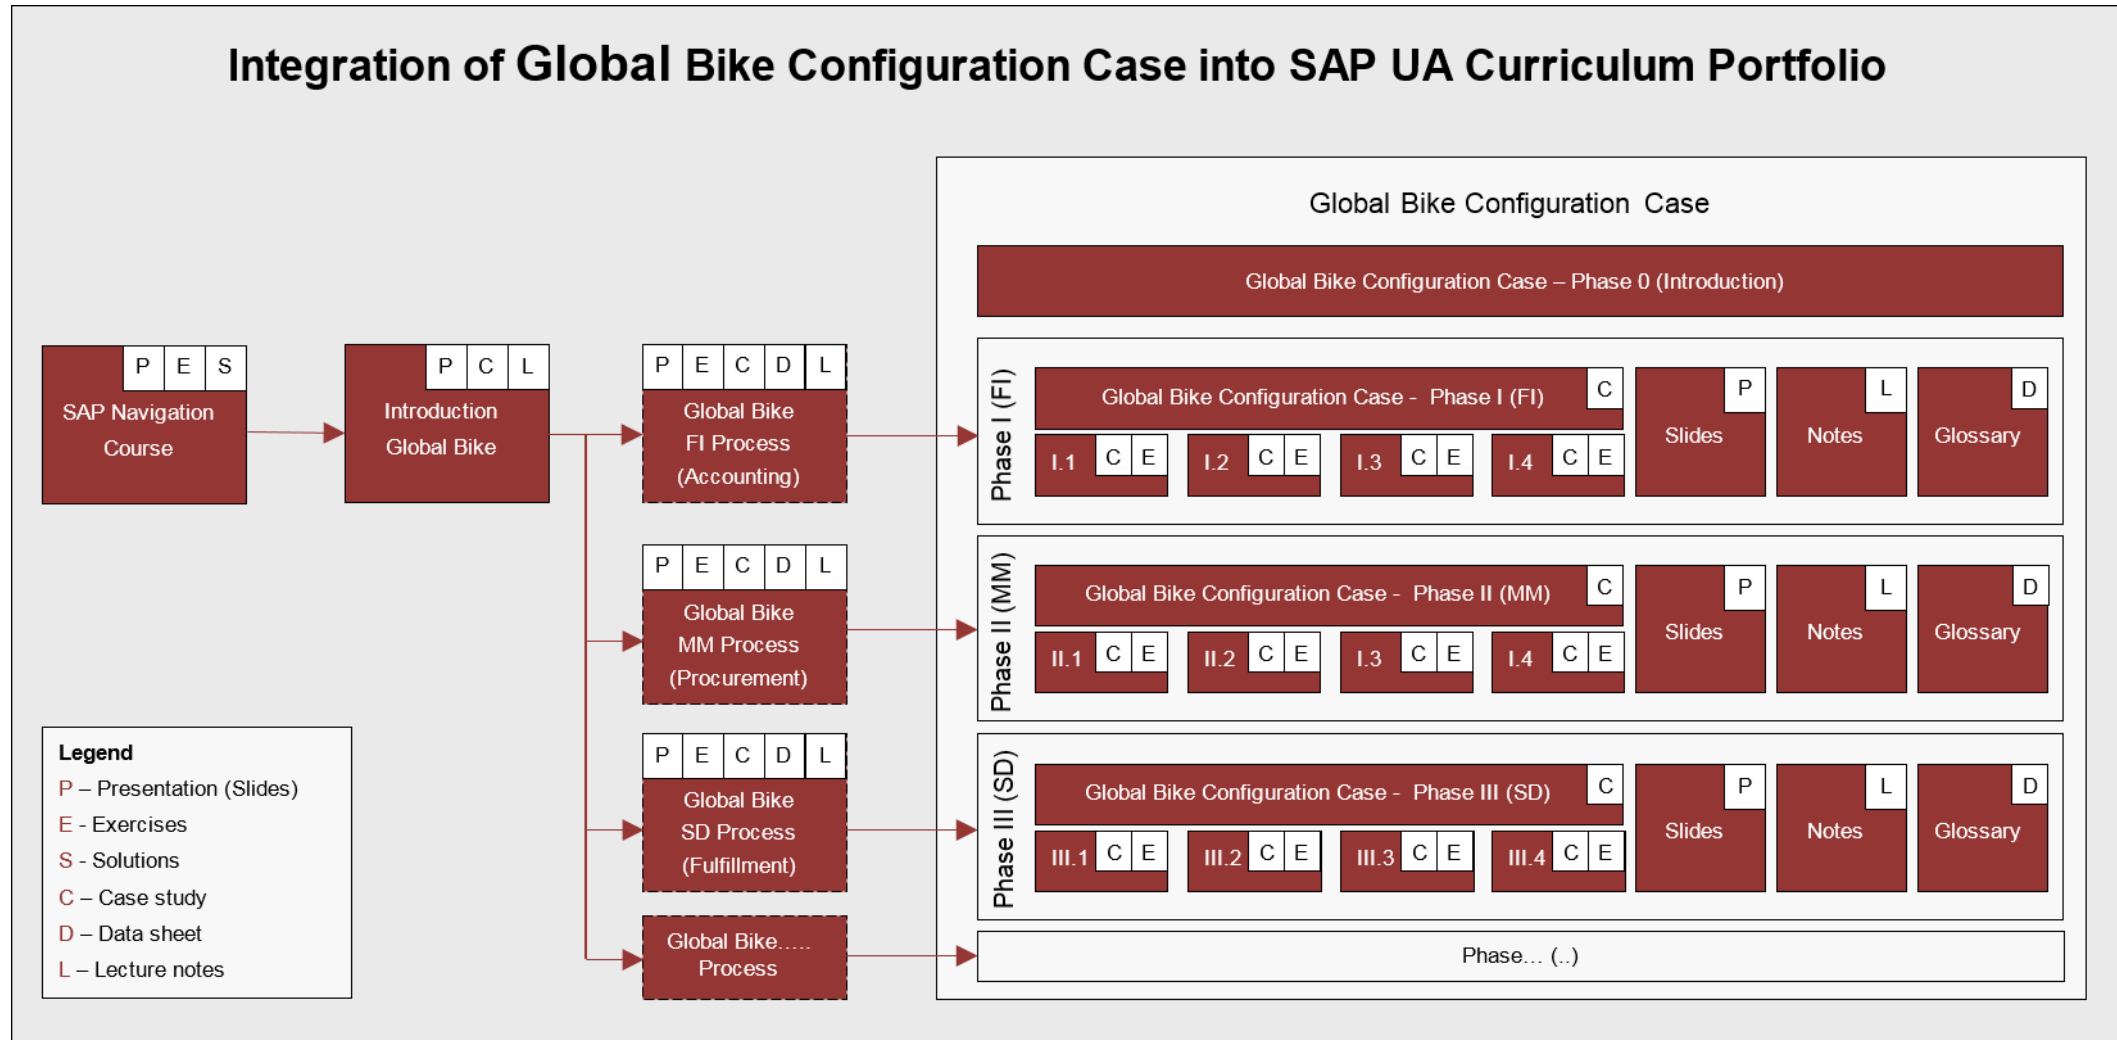 Integration of Global Bike Configuration Case into SAP UA Curriculum Portfolio
P E S
SAP Navigation
Course
P C L
Introduction
Global Bike
P E C D L
Global Bike
FI Process
(Accounting)
P E C D L
Global Bike
MM Process
(Procurement)
P E C D L
Global Bike
SD Process
(Fulfillment)
Global Bike.....
Process
Global Bike Configuration Case
Global Bike Configuration Case – Phase 0 (Introduction)
Phase I (FI)
Global Bike Configuration Case - Phase I (FI) C
I.1 C E
I.2 C E
I.3 C E
I.4 C E
P
Slides
L
Notes
D
Glossary
Phase II (MM)
Global Bike Configuration Case - Phase II (MM) C
II.1 C E
II.2 C E
I.3 C E
I.4 C E
P
Slides
L
Notes
D
Glossary
Phase III (SD)
Global Bike Configuration Case - Phase III (SD) C
III.1 C E
III.2 C E
III.3 C E
III.4 C E
P
Slides
L
Notes
D
Glossary
Phase... (..)
Legend
P – Presentation (Slides)
E - Exercises
S - Solutions
C – Case study
D – Data sheet
L – Lecture notes